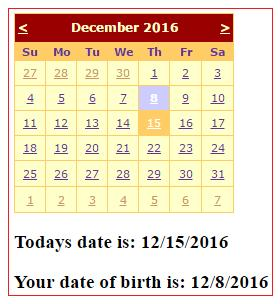 < December 2016 >
Su Mo Tu We Th Fr Sa
27 28 29 30 1 2 3
4 5 6 7 8 9 10
11 12 13 14 15 16 17
18 19 20 21 22 23 24
25 26 27 28 29 30 31
1 2 3 4 5 6 7
Todays date is: 12/15/2016
Your date of birth is: 12/8/2016